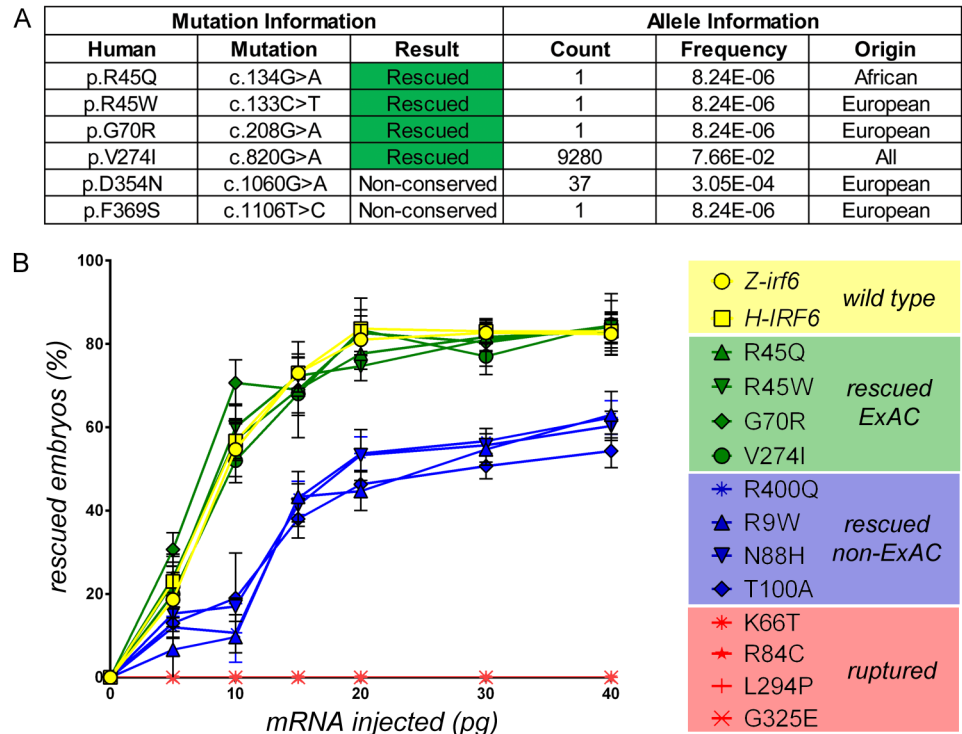 A
Mutation Information Allele Information
Human Mutation Result Count Frequency Origin
p.R45Q c.134G>A Rescued 1 8.24E-06 African
p.R45W c.133C>T Rescued 1 8.24E-06 European
p.G70R c.208G>A Rescued 1 8.24E-06 European
p.V274I c.820G>A Rescued 9280 7.66E-02 All
p.D354N c.1060G>A Non-conserved 37 3.05E-04 European
p.F369S c.1106T>C Non-conserved 1 8.24E-06 European
B
rescued embryos (%)
100
80
60
40
20
0
0 10 20 30 40
mRNA injected (pg)
Z-irf6
H-IRF6
wild type
R45Q
R45W
G70R
V274I
rescued
ExAC
R400Q
R9W
N88H
T100A
rescued
non-ExAC
K66T
R84C
L294P
G325E
ruptured